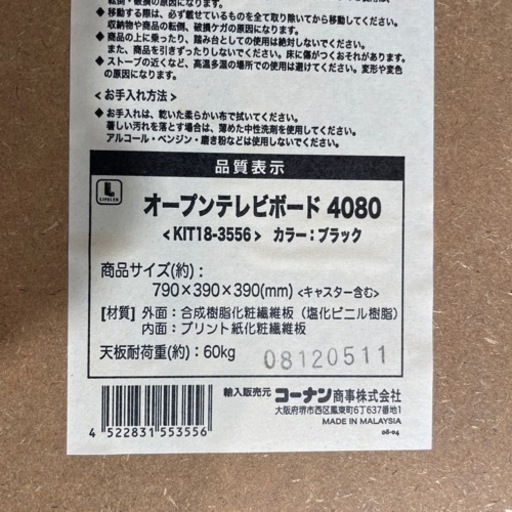 転倒・破損の原因になります。
◆移動する際は、必ず載せているものを全て取り除いてから移動してください。
収納物や商品の転倒、破損ケガの原因になります。
◆商品の上に乗ったり、踏み台としての使用は絶対しないでください。
また、商品を引きずったりしないでください。床に傷がつくおそれがあります。
◆ストーブの近くなど、高温多湿の場所での使用は避けてください。変形や変色
の原因になります。
<お手入れ方法>
◆お手入れは、乾いた柔らかい布で拭いてください。
著しい汚れを落とす場合は、薄めた中性洗剤を使用してください。
アルコール・ベンジン・磨き粉などは使用しないでください。
品質表示
L
LIFELEX
オープンテレビボード 4080
<KIT18-3556> カラー:ブラック
商品サイズ(約):
790×390×390(mm) <キャスター含む>
[材質] 外面:合成樹脂化粧繊維板(塩化ビニル樹脂)
内面:プリント紙化粧繊維板
天板耐荷重(約):60kg
08120511
輸入販売元 コーナン商事株式会社
大阪府堺市西区鳳東町6丁637番地1
MADE IN MALAYSIA
08-04
4 522831 553556